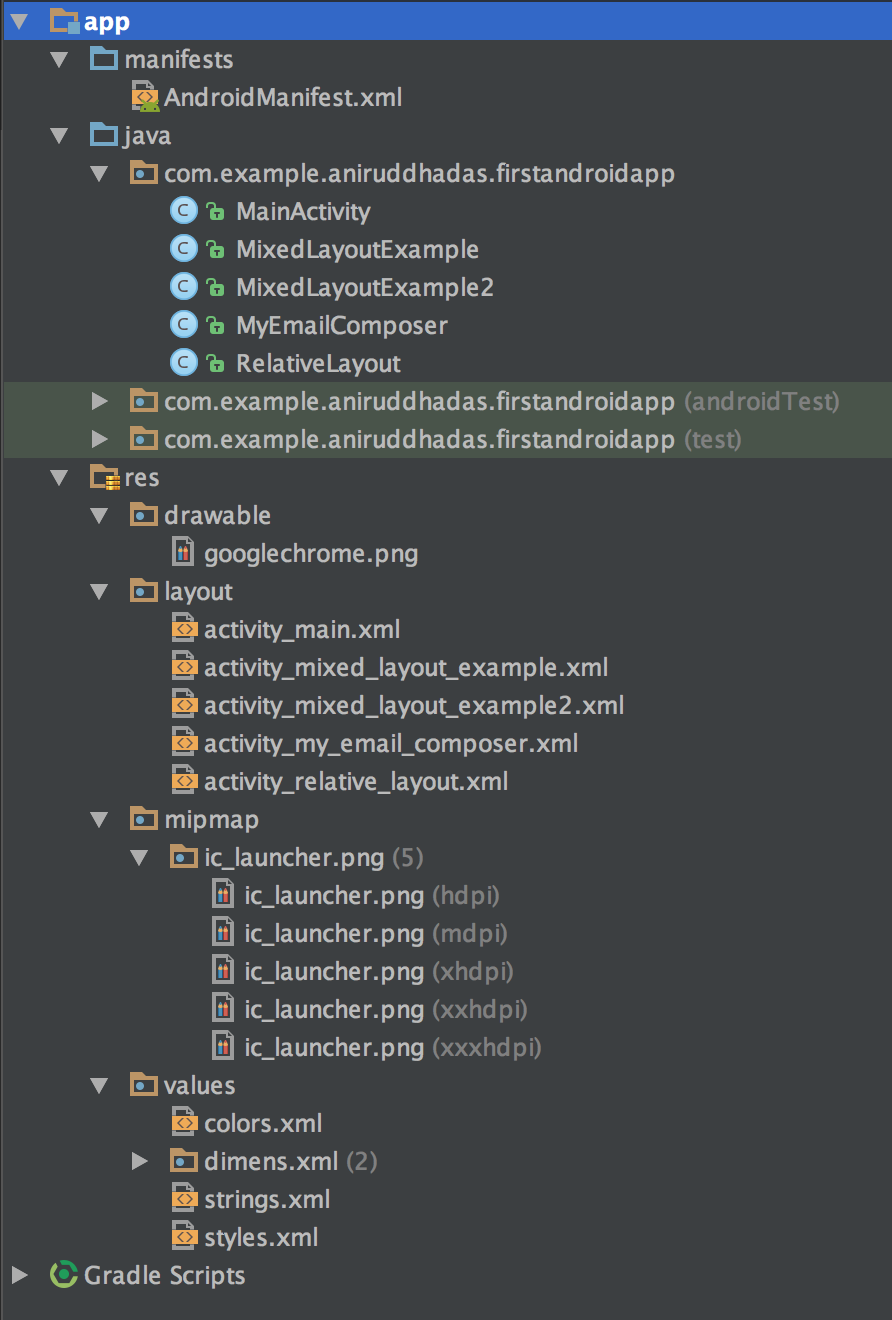 app
manifests
AndroidManifest.xml
java
com.example.aniruddhadas.firstandroidapp
MainActivity
MixedLayoutExample
MixedLayoutExample2
MyEmailComposer
RelativeLayout
com.example.aniruddhadas.firstandroidapp (androidTest)
com.example.aniruddhadas.firstandroidapp (test)
res
drawable
googlechrome.png
layout
activity_main.xml
activity_mixed_layout_example.xml
activity_mixed_layout_example2.xml
activity_my_email_composer.xml
activity_relative_layout.xml
mipmap
ic_launcher.png (5)
ic_launcher.png (hdpi)
ic_launcher.png (mdpi)
ic_launcher.png (xhdpi)
ic_launcher.png (xxhdpi)
ic_launcher.png (xxxhdpi)
values
colors.xml
dimens.xml (2)
strings.xml
styles.xml
Gradle Scripts